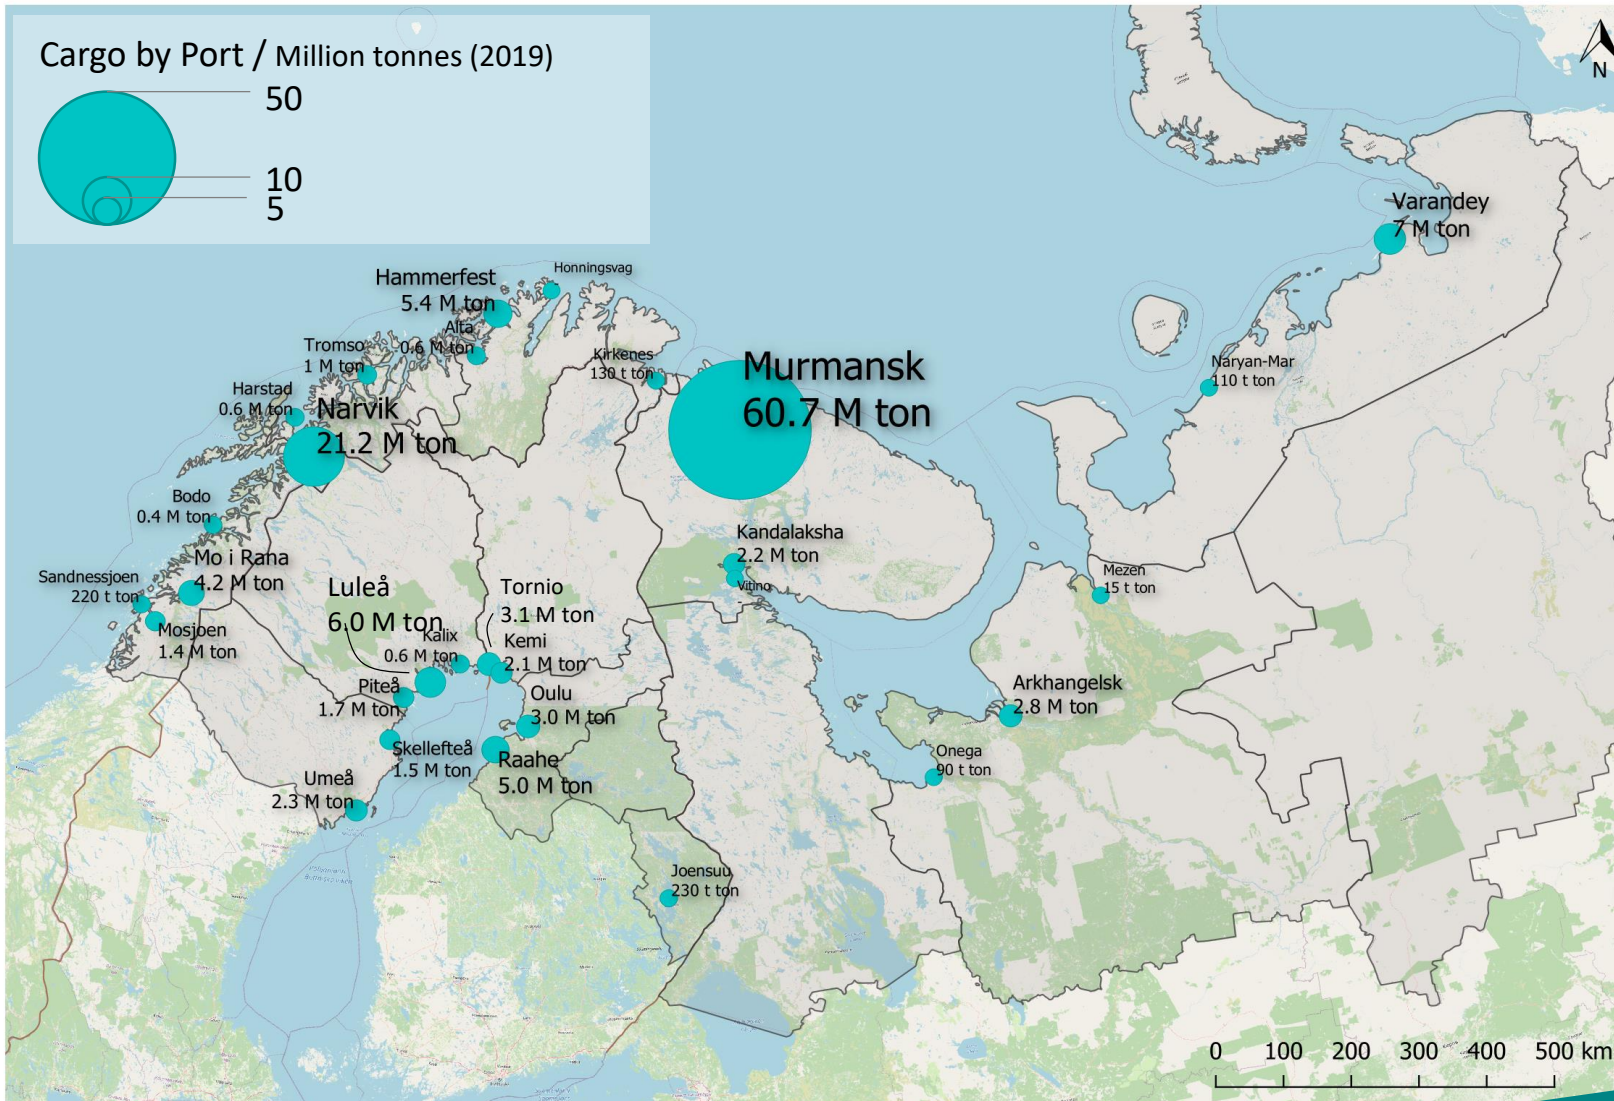 Cargo by Port / Million tonnes (2019)
50
10
5
N
Varandey
7 M ton
Honningsvag
Hammerfest
5.4 M ton
Alta
0.6 M ton
Tromso
1 M ton
Kirkenes
130 t ton
Murmansk
60.7 M ton
Naryan-Mar
110 t ton
Harstad
0.6 M ton
Narvik
21.2 M ton
Bodo
0.4 M ton
Mo i Rana
4.2 M ton
Sandnessjoen
220 t ton
Mosjoen
1.4 M ton
Luleå
6.0 M ton
Kalix
0.6 M ton
Tornio
3.1 M ton
Kemi
2.1 M ton
Kandalaksha
2.2 M ton
Vitino
-
Mezen
15 t ton
Piteå
1.7 M ton
Oulu
3.0 M ton
Arkhangelsk
2.8 M ton
Skellefteå
1.5 M ton
Raahe
5.0 M ton
Onega
90 t ton
Umeå
2.3 M ton
Joensuu
230 t ton
0 100 200 300 400 500 km